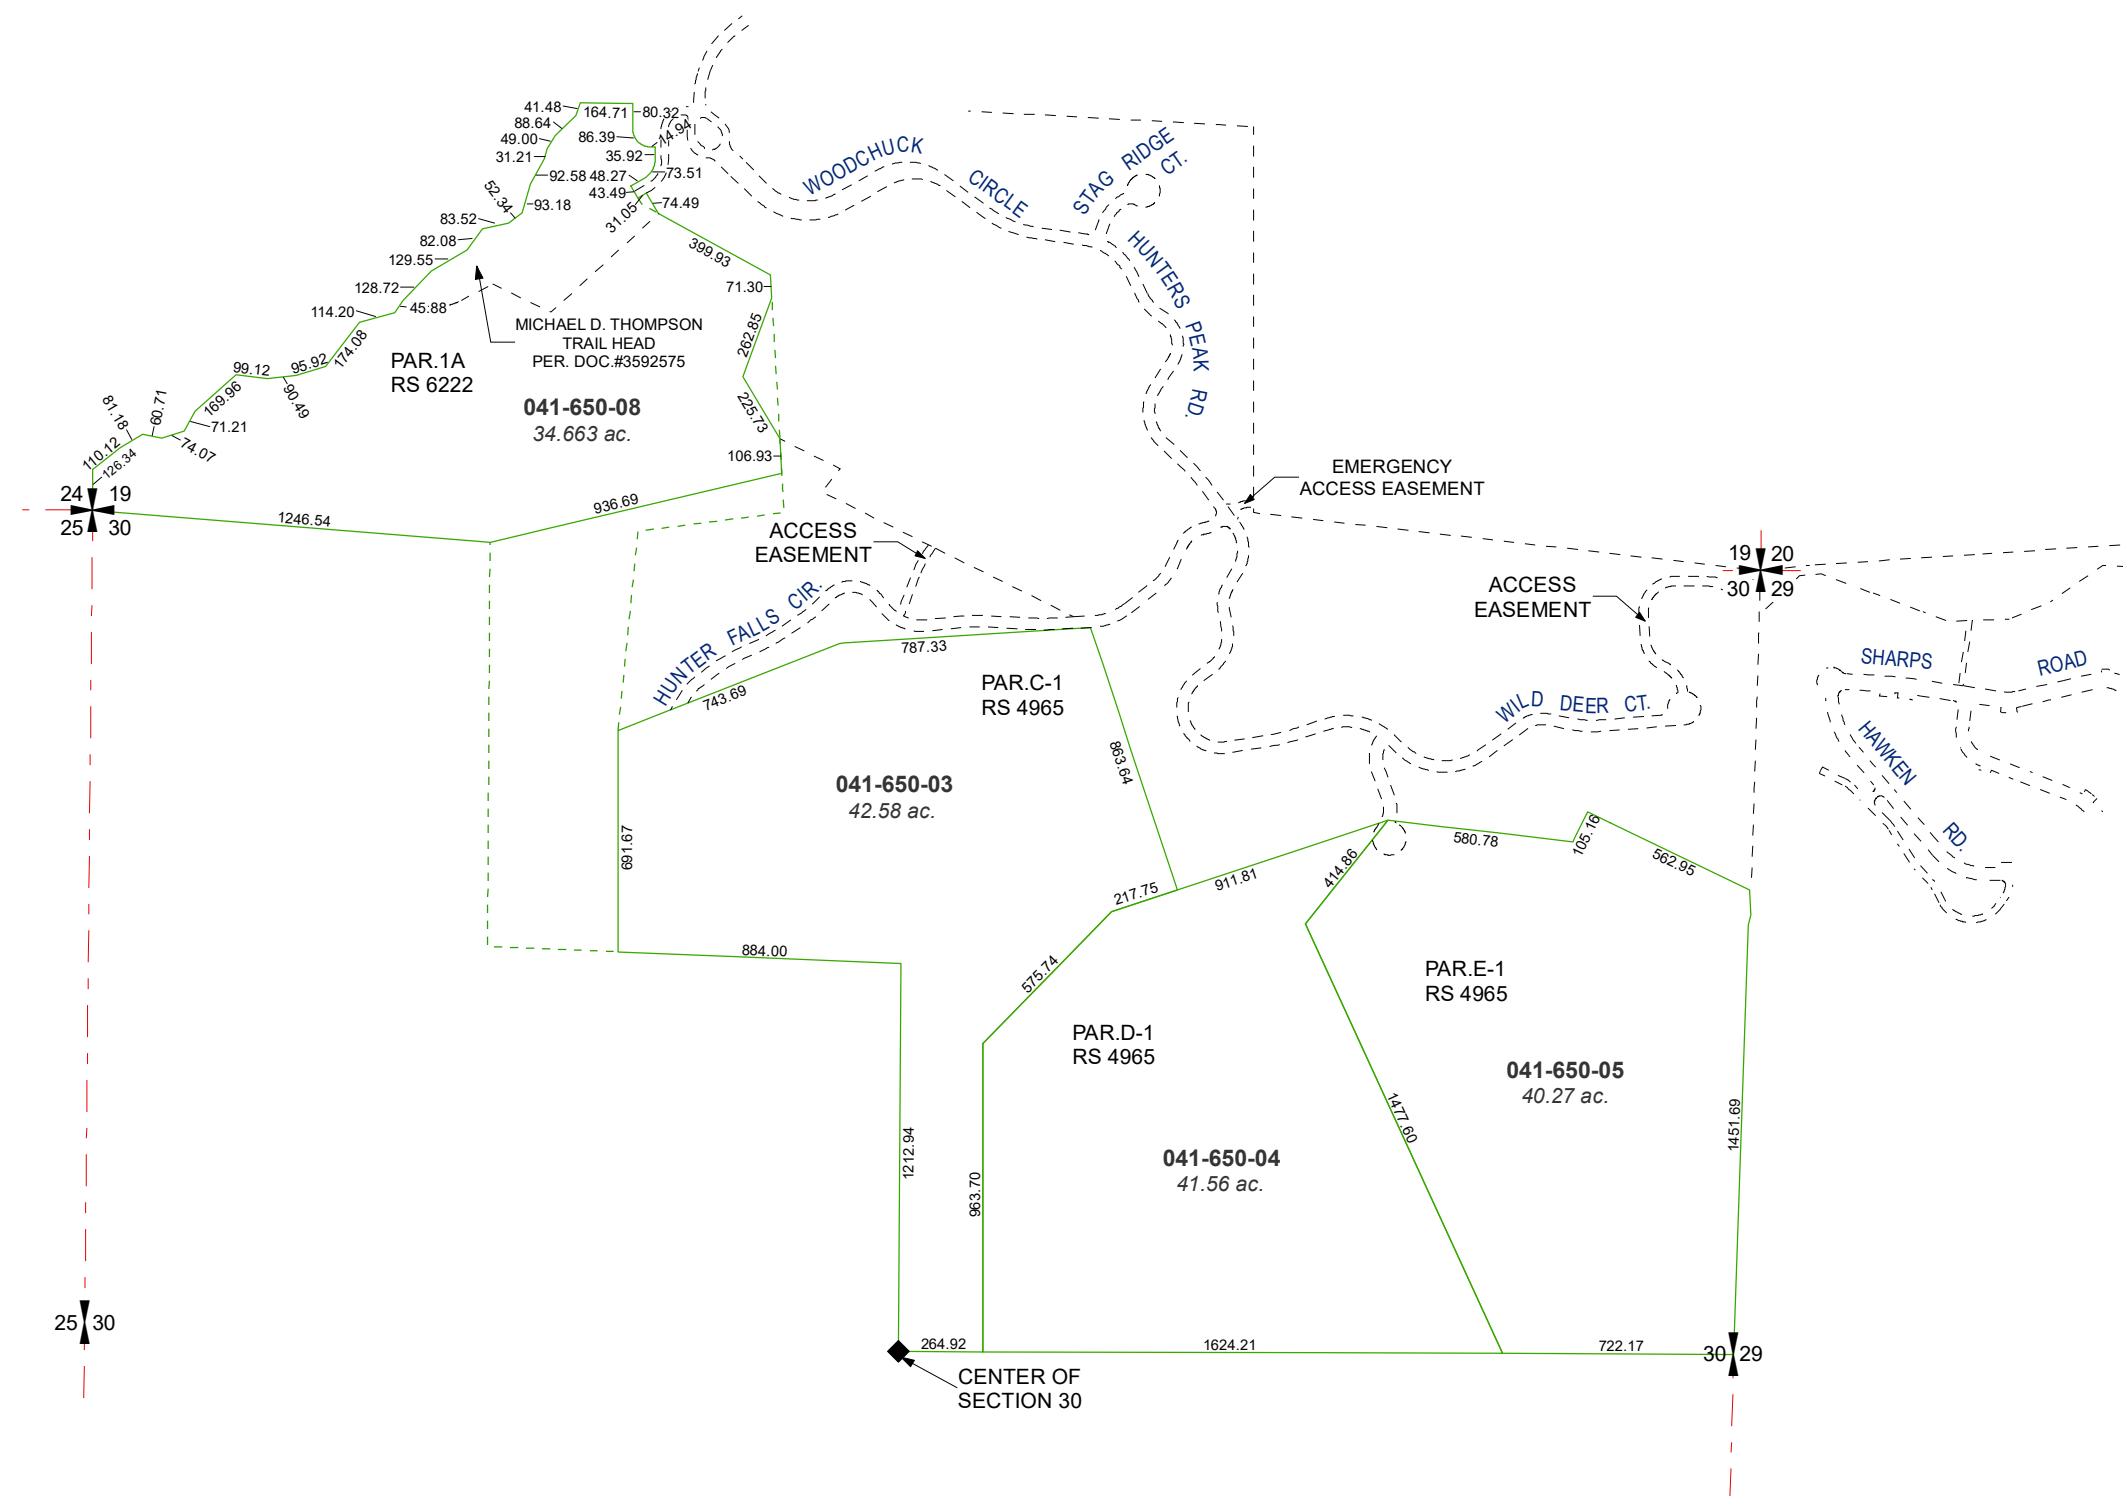 41.48
164.71
80.32
88.64
14.94
49.00
86.39
31.21
35.92
92.58
48.27
73.51
43.49
52.34
93.18
74.49
31.05
83.52
82.08
129.55
399.93
128.72
71.30
45.88
114.20
262.85
174.08
MICHAEL D. THOMPSON
TRAIL HEAD
PER. DOC.#3592575
PAR.1A
RS 6222
99.12
95.92
90.49
169.96
81.18
60.71
71.21
74.07
110.12
126.34
041-650-08
34.663 ac.
225.73
106.93
936.69
1246.54
24 19
25 30
WOODCHUCK
CIRCLE
STAG RIDGE
CT.
HUNTERS PEAK RD.
EMERGENCY
ACCESS EASEMENT
ACCESS
EASEMENT
HUNTER FALLS CIR.
ACCESS
EASEMENT
19 20
30 29
SHARPS ROAD
HAWKEN
RD.
WILD DEER CT.
787.33
743.69
PAR.C-1
RS 4965
863.64
041-650-03
42.58 ac.
691.67
884.00
217.75
911.81
414.86
580.78
105.16
562.95
575.74
PAR.D-1
RS 4965
PAR.E-1
RS 4965
041-650-05
40.27 ac.
1477.60
1451.69
041-650-04
41.56 ac.
1212.94
963.70
25 30
264.92
1624.21
722.17
30 29
CENTER OF
SECTION 30